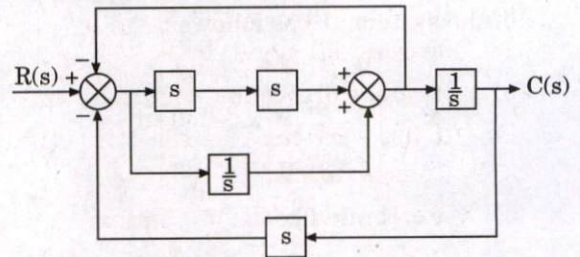 −
R(s) + s s + 1/s C(s)
− +
1/s
s